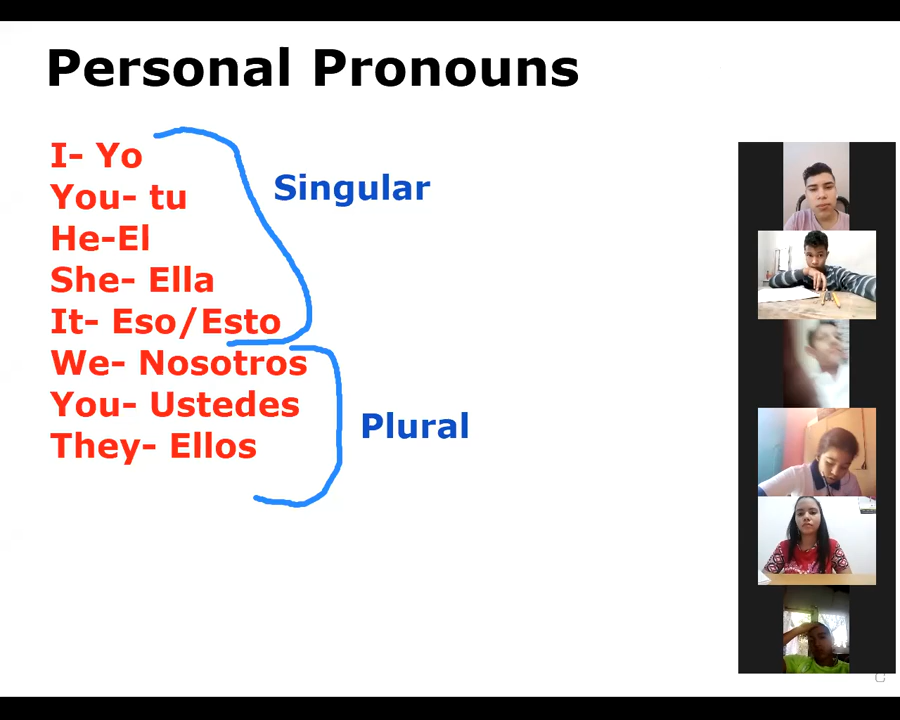 Personal Pronouns
I- Yo
You- tu
He-El
She- Ella
It- Eso/Esto
We- Nosotros
You- Ustedes
They- Ellos
Singular
Plural